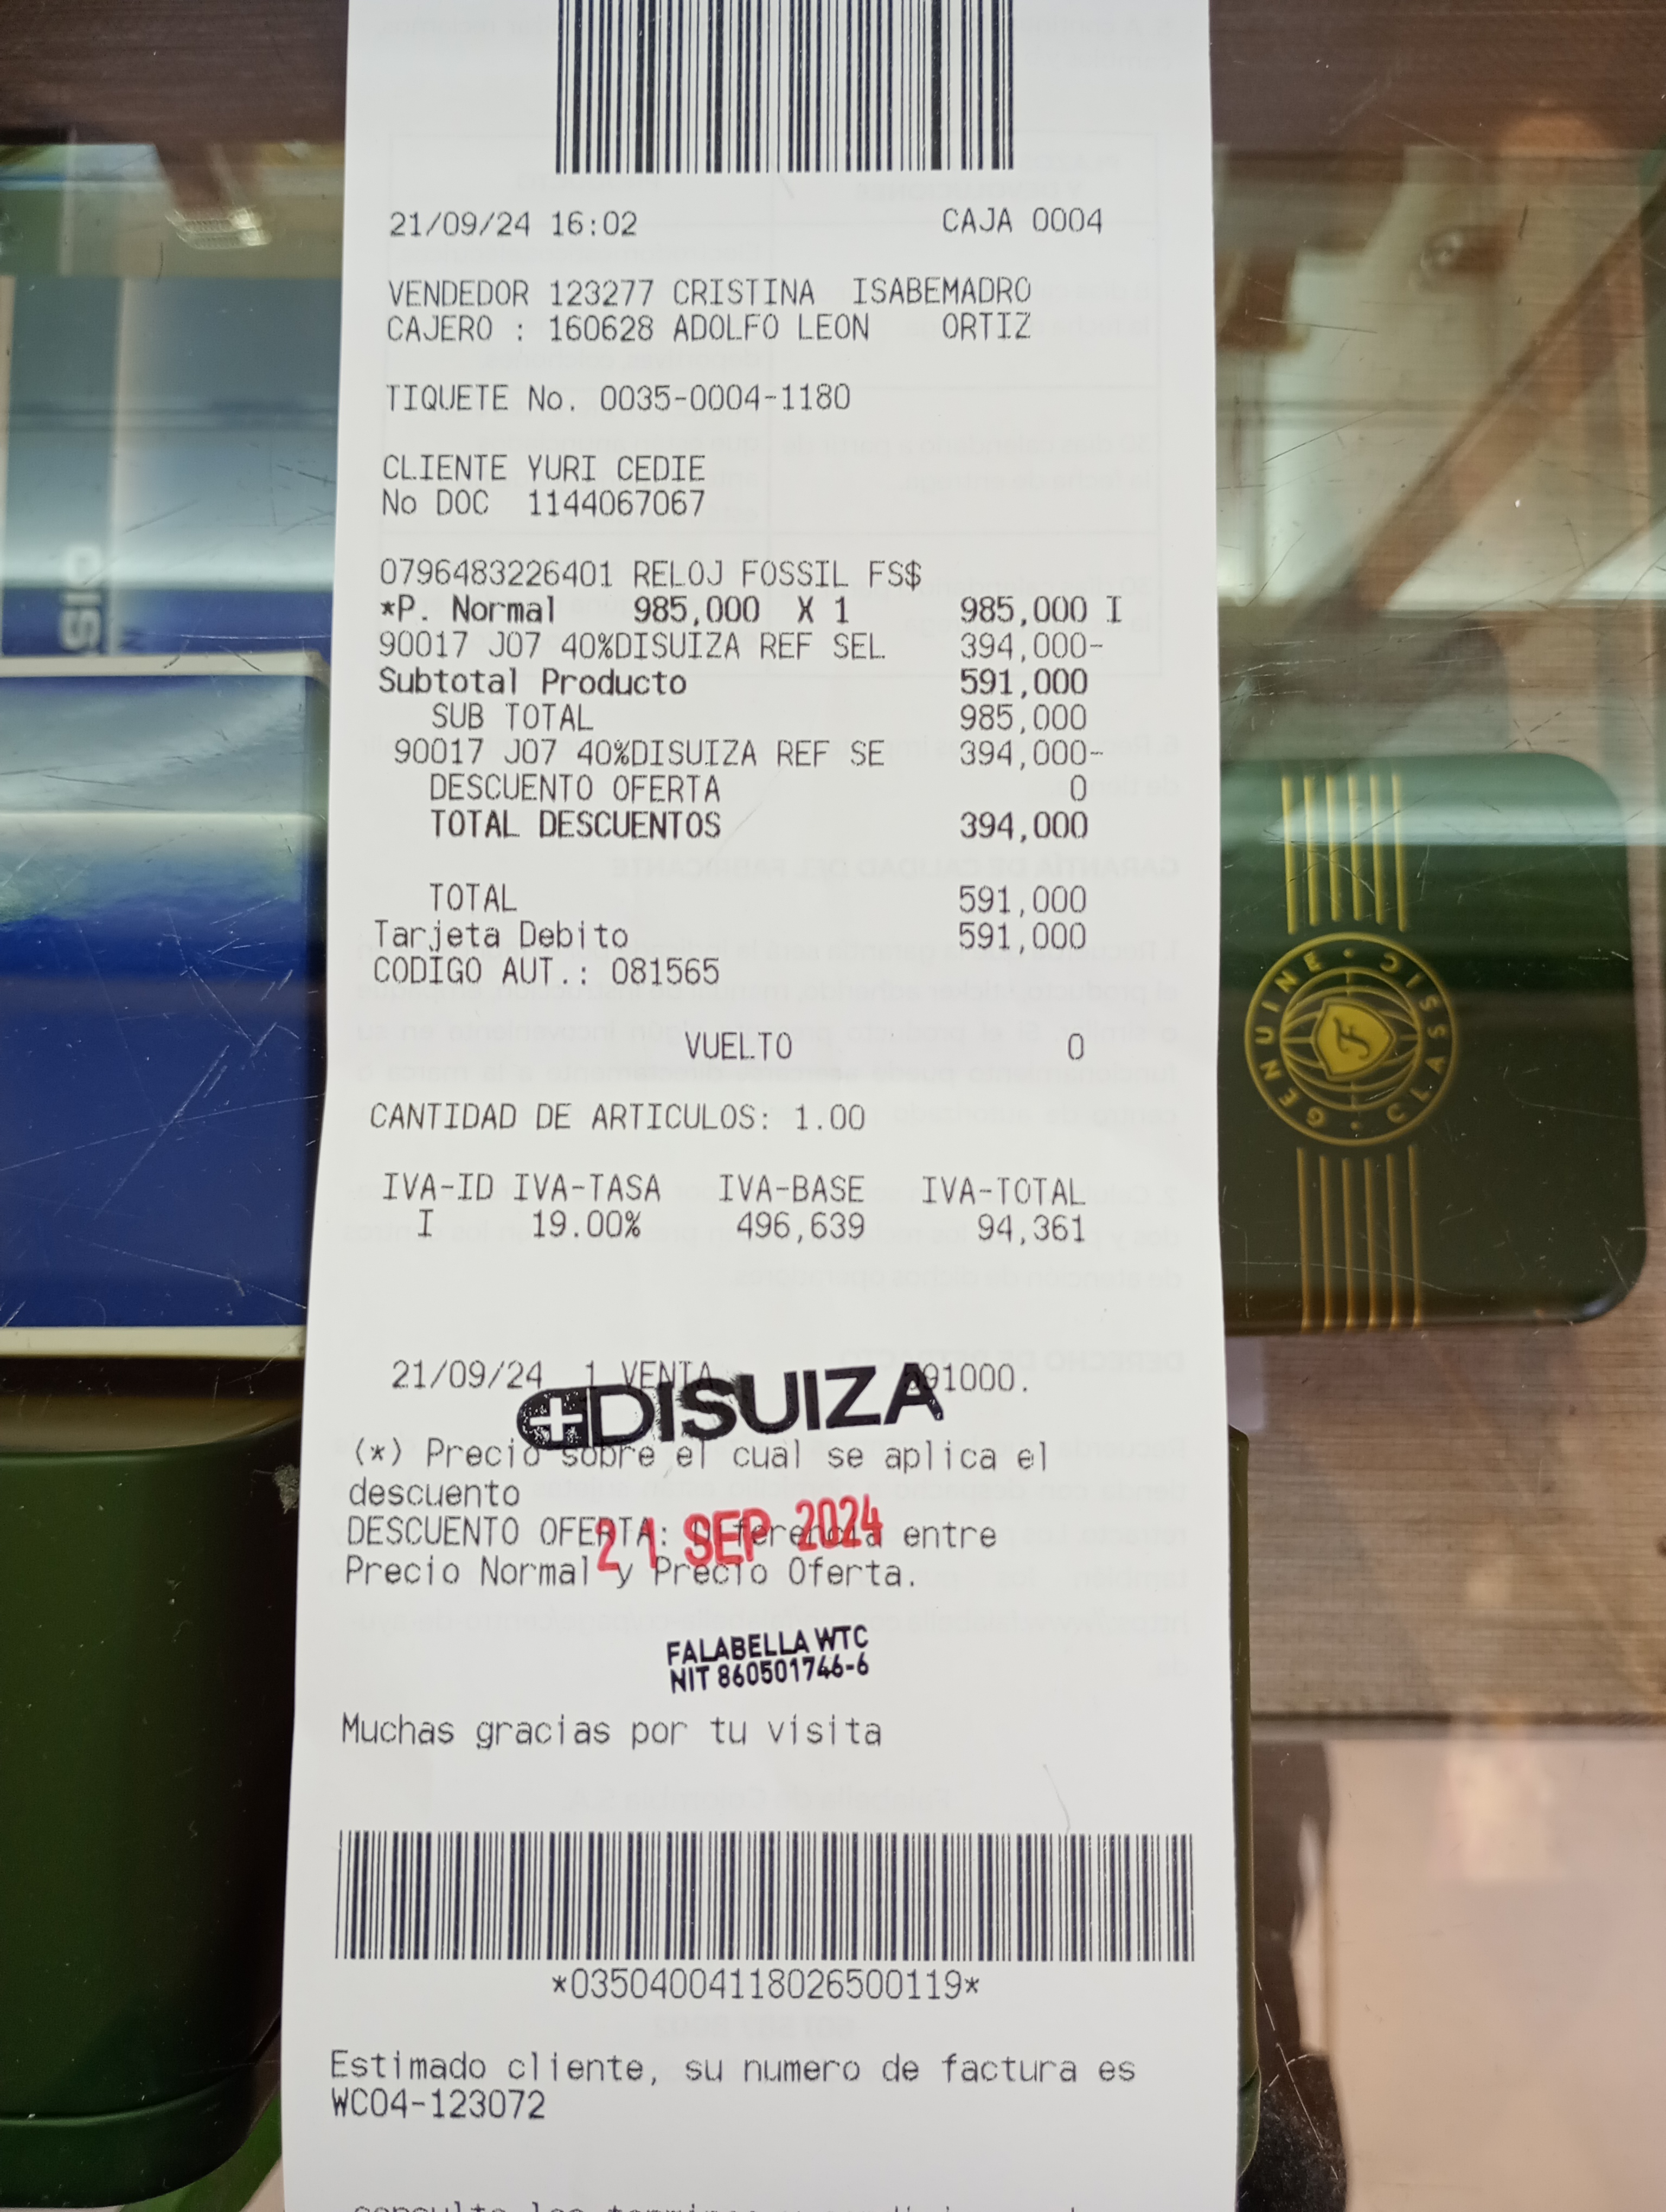 21/09/24 16:02 CAJA 0004
VENDEDOR 123277 CRISTINA ISABEMADRO
CAJERO : 160628 ADOLFO LEON ORTIZ
TIQUETE No. 0035-0004-1180
CLIENTE YURI CEDIE
No DOC 1144067067
0796483226401 RELOJ FOSSIL FS$
*P. Normal 985,000 X 1 985,000 I
90017 J07 40%DISUIZA REF SEL 394,000-
Subtotal Producto 591,000
SUB TOTAL 985,000
90017 J07 40%DISUIZA REF SE 394,000-
DESCUENTO OFERTA 0
TOTAL DESCUENTOS 394,000
TOTAL 591,000
Tarjeta Debito 591,000
CODIGO AUT.: 081565
VUELTO 0
CANTIDAD DE ARTICULOS: 1.00
IVA-ID IVA-TASA IVA-BASE IVA-TOTAL
I 19.00% 496,639 94,361
21/09/24 1 VENTA 591000.
DISUIZA
(*) Precio sobre el cual se aplica el
descuento
DESCUENTO OFERTA: Diferencia entre
21 SEP 2024
Precio Normal y Precio Oferta.
FALABELLA WTC
NIT 860501746-6
Muchas gracias por tu visita
*03504004118026500119*
Estimado cliente, su numero de factura es
WC04-123072
GENUINE · CLASSIC ·
F
SIO